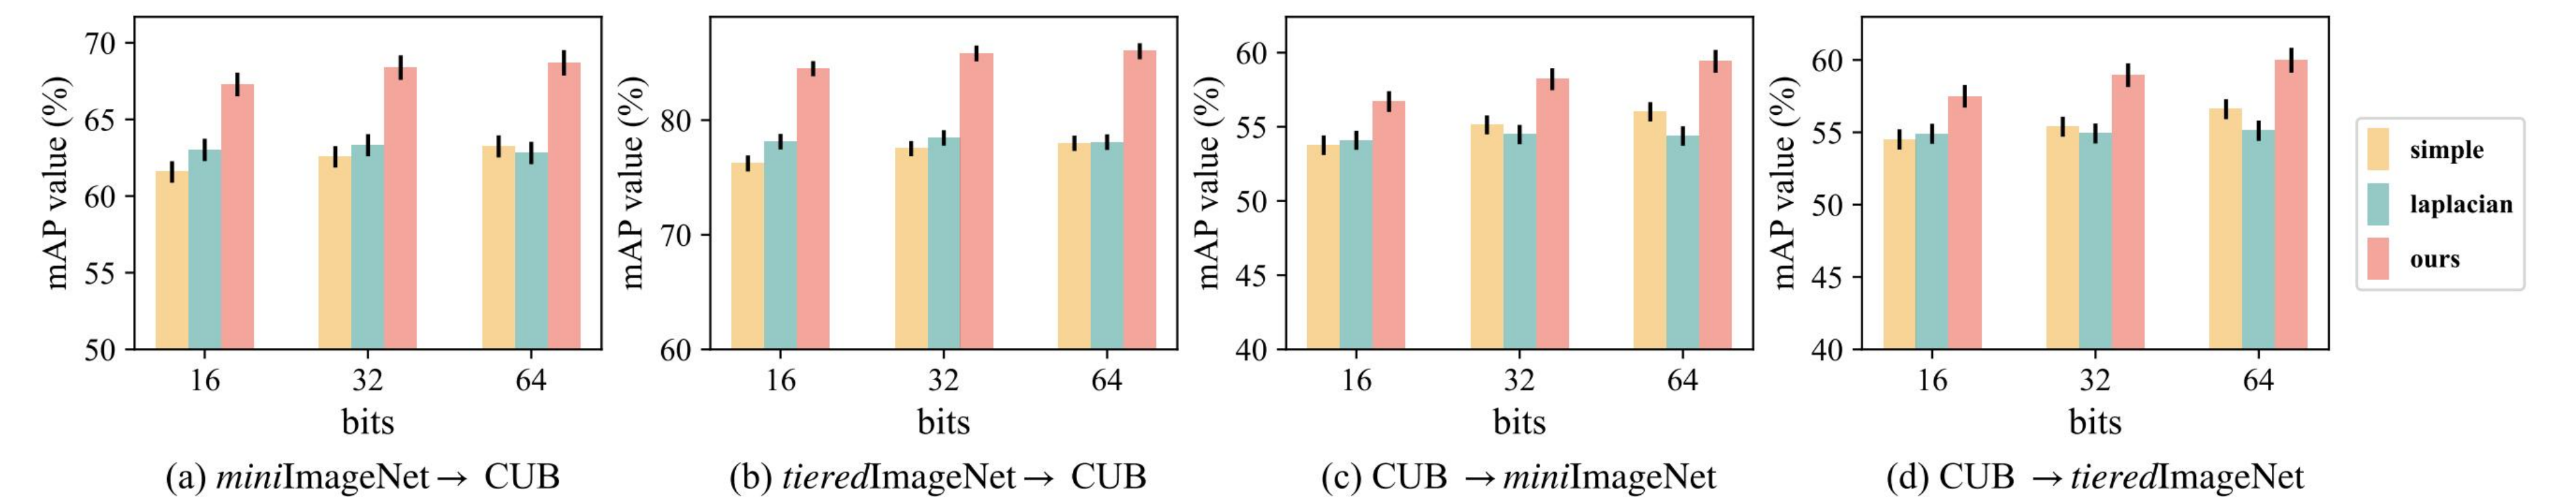 mAP value (%)
70
65
60
55
50
16 32 64
bits
(a) miniImageNet→ CUB
mAP value (%)
80
70
60
16 32 64
bits
(b) tieredImageNet→ CUB
mAP value (%)
60
55
50
45
40
16 32 64
bits
(c) CUB →miniImageNet
mAP value (%)
60
55
50
45
40
16 32 64
bits
(d) CUB →tieredImageNet
simple
laplacian
ours